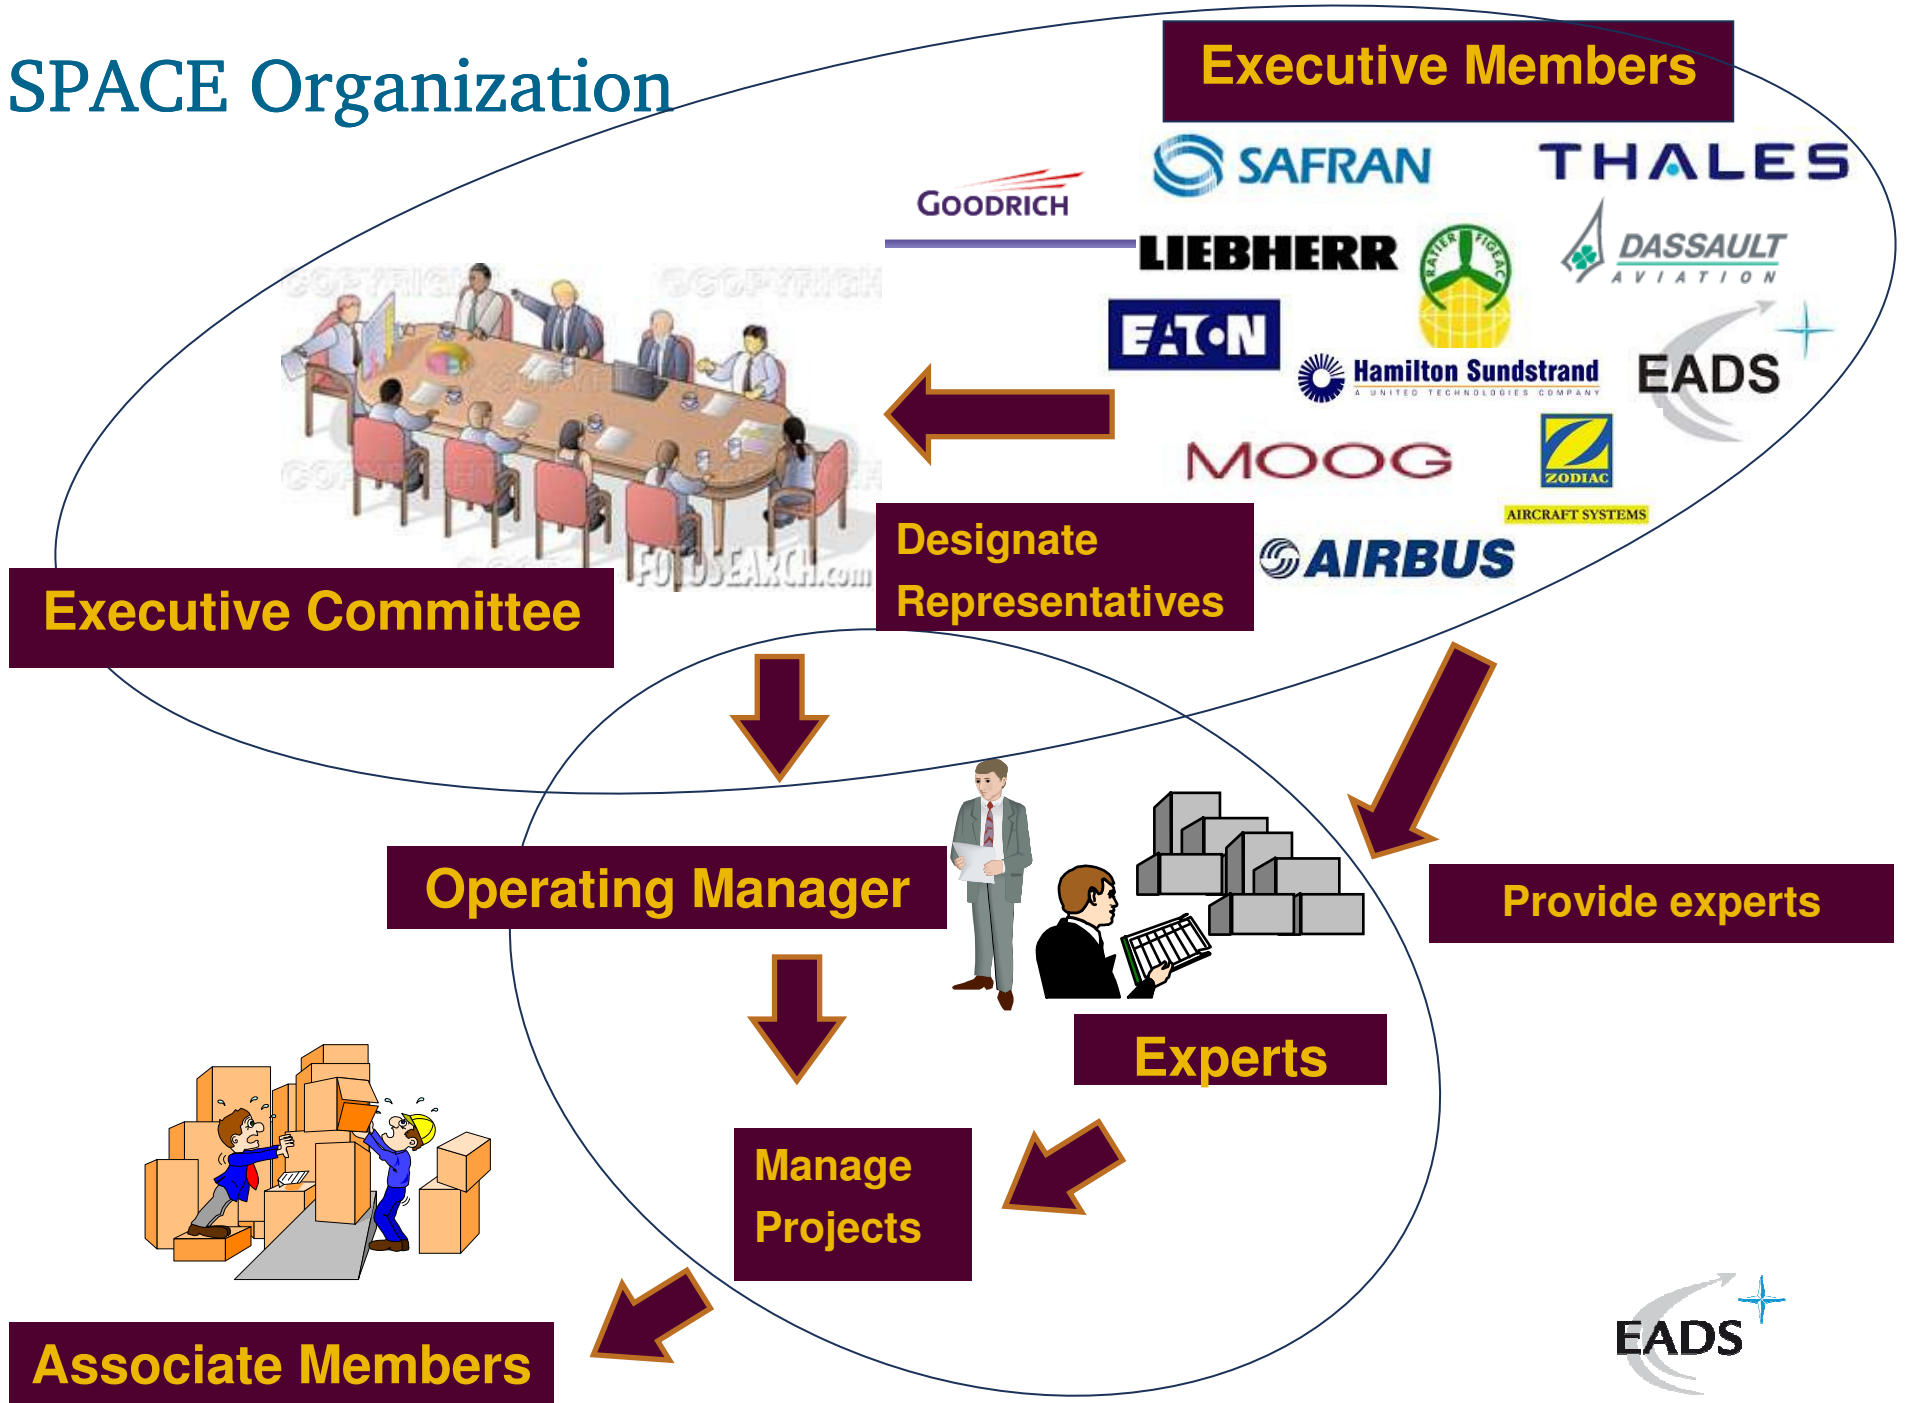 SPACE Organization
Executive Members
SAFRAN
THALES
GOODRICH
LIEBHERR
RATIER FIGEAC
DASSAULT
AVIATION
EATON
Hamilton Sundstrand
A UNITED TECHNOLOGIES COMPANY
EADS
MOOG
ZODIAC
AIRCRAFT SYSTEMS
AIRBUS
©COPYRIGH
FOTOSEARCH.com
Designate
Representatives
Executive Committee
Operating Manager
Provide experts
Experts
Manage
Projects
Associate Members
EADS